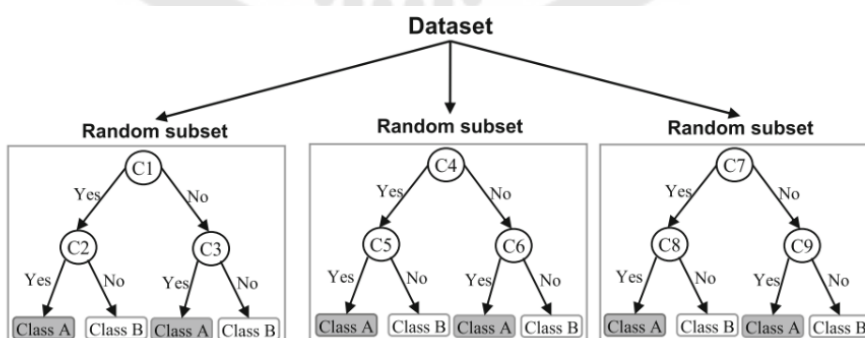 Dataset
Random subset
Random subset
Random subset
C1
C4
C7
Yes
No
Yes
No
Yes
No
C2
C3
C5
C6
C8
C9
Yes
No
Yes
No
Yes
No
Yes
No
Yes
No
Yes
No
Class A
Class B
Class A
Class B
Class A
Class B
Class A
Class B
Class A
Class B
Class A
Class B